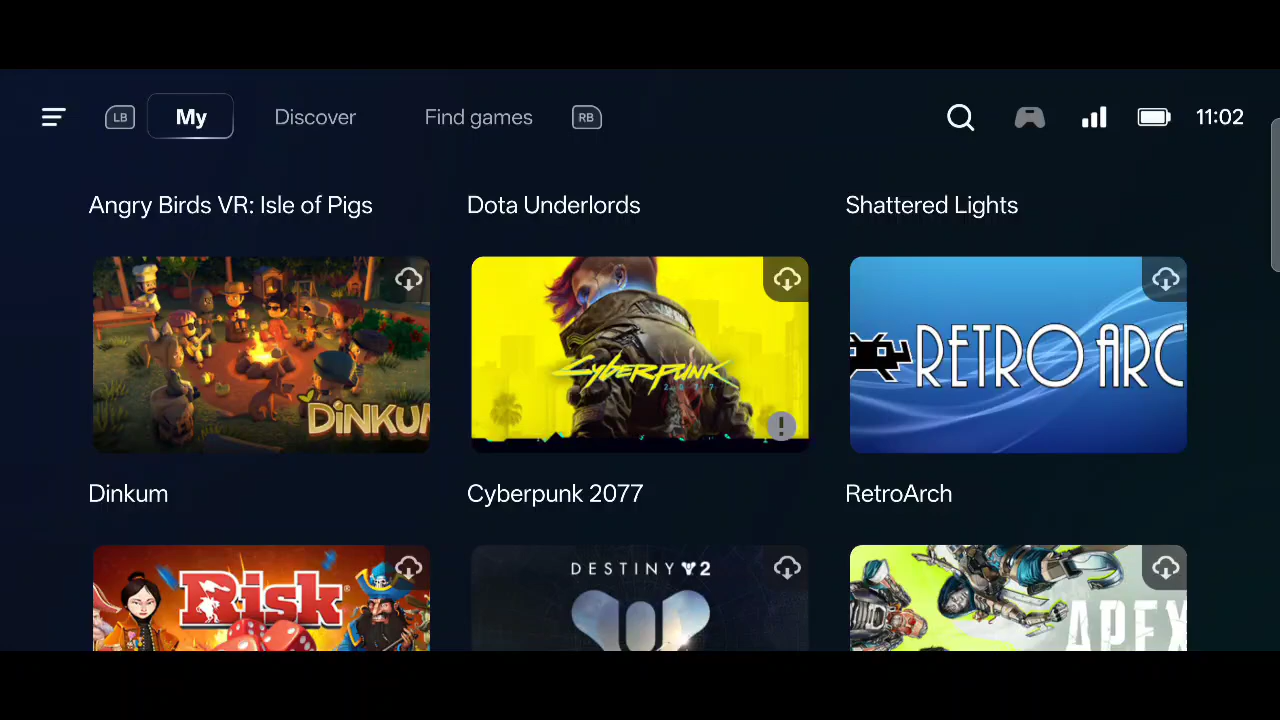 LB
My
Discover
Find games
RB
11:02
Angry Birds VR: Isle of Pigs
Dota Underlords
Shattered Lights
DiNKUM
CYBERPUNK
2077
RETRO ARC
Dinkum
Cyberpunk 2077
RetroArch
RISK
DESTINY 2
APEX